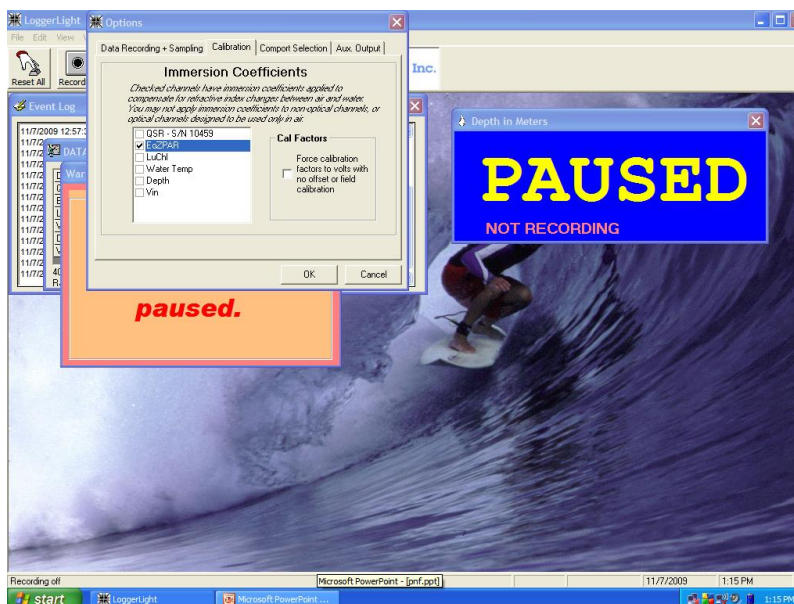 LoggerLight
Options
File Edit View
Data Recording + Sampling Calibration Comport Selection Aux. Output
Reset All Record
Inc.
Immersion Coefficients
Checked channels have immersion coefficients applied to
compensate for refractive index changes between air and water.
You may not apply immersion coefficients to non-optical channels, or
optical channels designed to be used only in air.
Event Log
Depth in Meters
11/7/2009 12:57:3
11/7/2
DATA
War
QSR - S/N 10459
EoZPAR
LuChl
Water Temp
Depth
Vin
Cal Factors
Force calibration
factors to volts with
no offset or field
calibration
PAUSED
NOT RECORDING
OK Cancel
paused.
Recording off
Microsoft PowerPoint - [pnf.ppt]
11/7/2009 1:15 PM
start LoggerLight Microsoft PowerPoint ... 1:15 PM